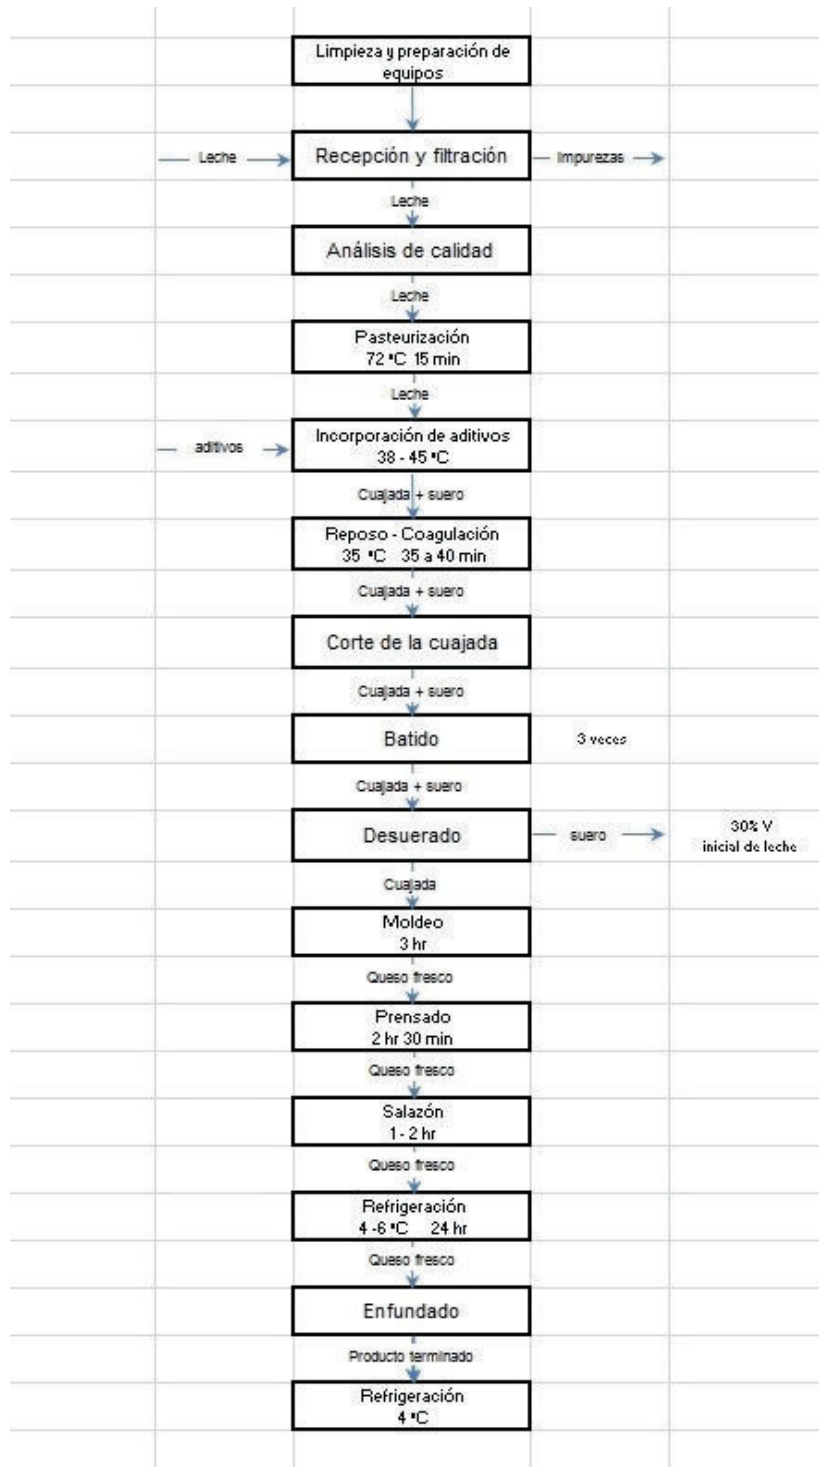 Limpieza y preparación de
equipos
Leche
Recepción y filtración
Impurezas
Leche
Análisis de calidad
Leche
Pasteurización
72 °C 15 min
Leche
aditivos
Incorporación de aditivos
38 - 45 °C
Cuajada + suero
Reposo - Coagulación
35 °C 35 a 40 min
Cuajada + suero
Corte de la cuajada
Cuajada + suero
Batido
3 veces
Cuajada + suero
Desuerado
suero
30% V
inicial de leche
Cuajada
Moldeo
3 hr
Queso fresco
Prensado
2 hr 30 min
Queso fresco
Salazón
1 - 2 hr
Queso fresco
Refrigeración
4 -6 °C 24 hr
Queso fresco
Enfundado
Producto terminado
Refrigeración
4 °C